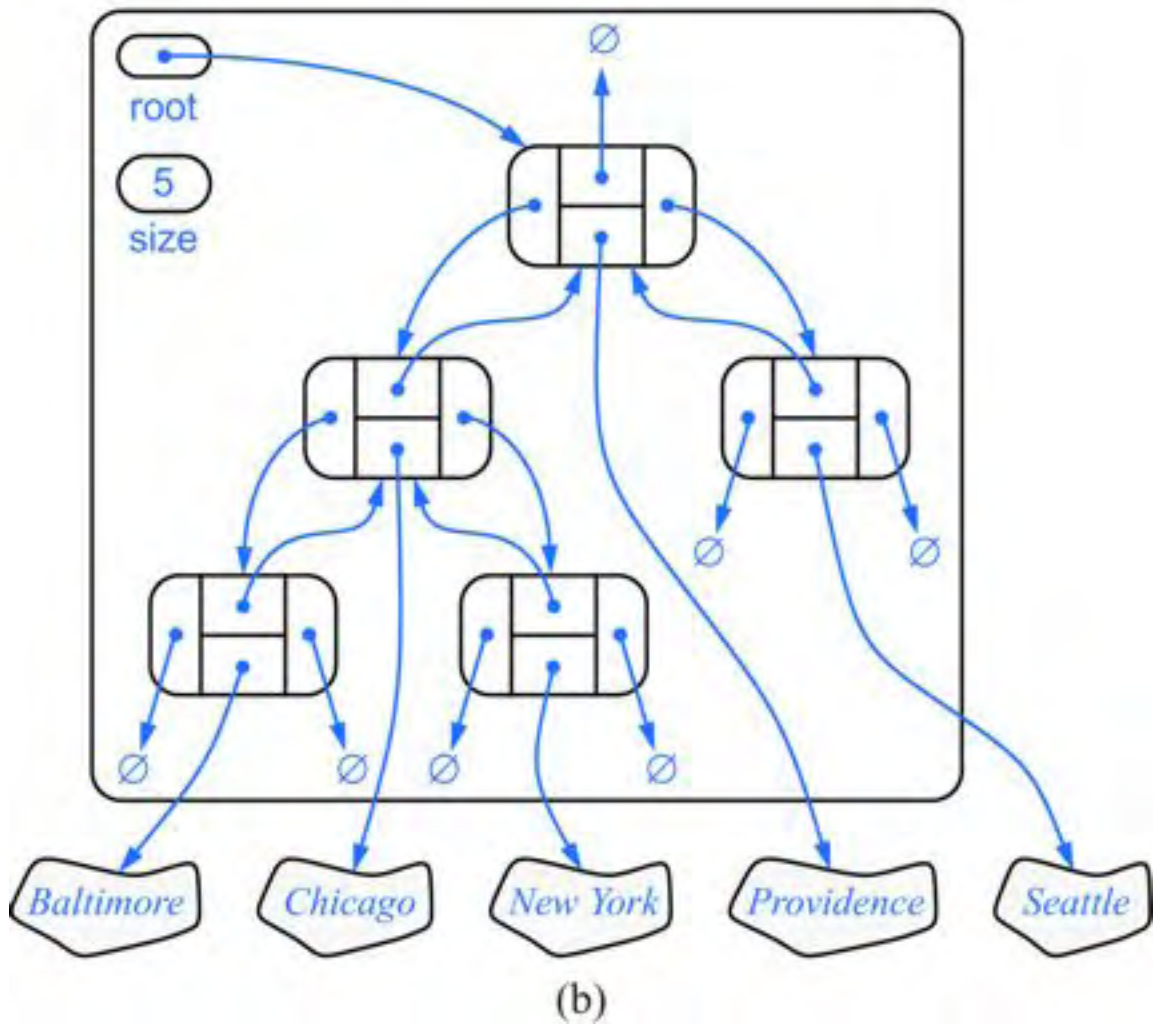 ∅
root
5
size
∅ ∅
∅ ∅ ∅ ∅
Baltimore Chicago New York Providence Seattle
(b)